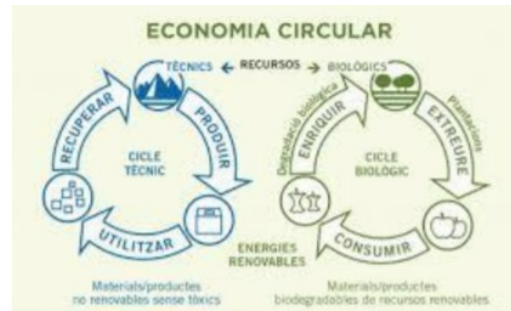 ECONOMIA CIRCULAR
TÈCNICS ← RECURSOS → BIOLÒGICS
RECUPERAR
PRODUIR
UTILITZAR
CICLE
TÈCNIC
Degradació biològica
ENRIQUIR
EXTREURE
Plantacions
CONSUMIR
CICLE
BIOLÒGIC
ENERGIES
RENOVABLES
Materials/productes
no renovables sense tòxics
Materials/productes
biodegradables de recursos renovables